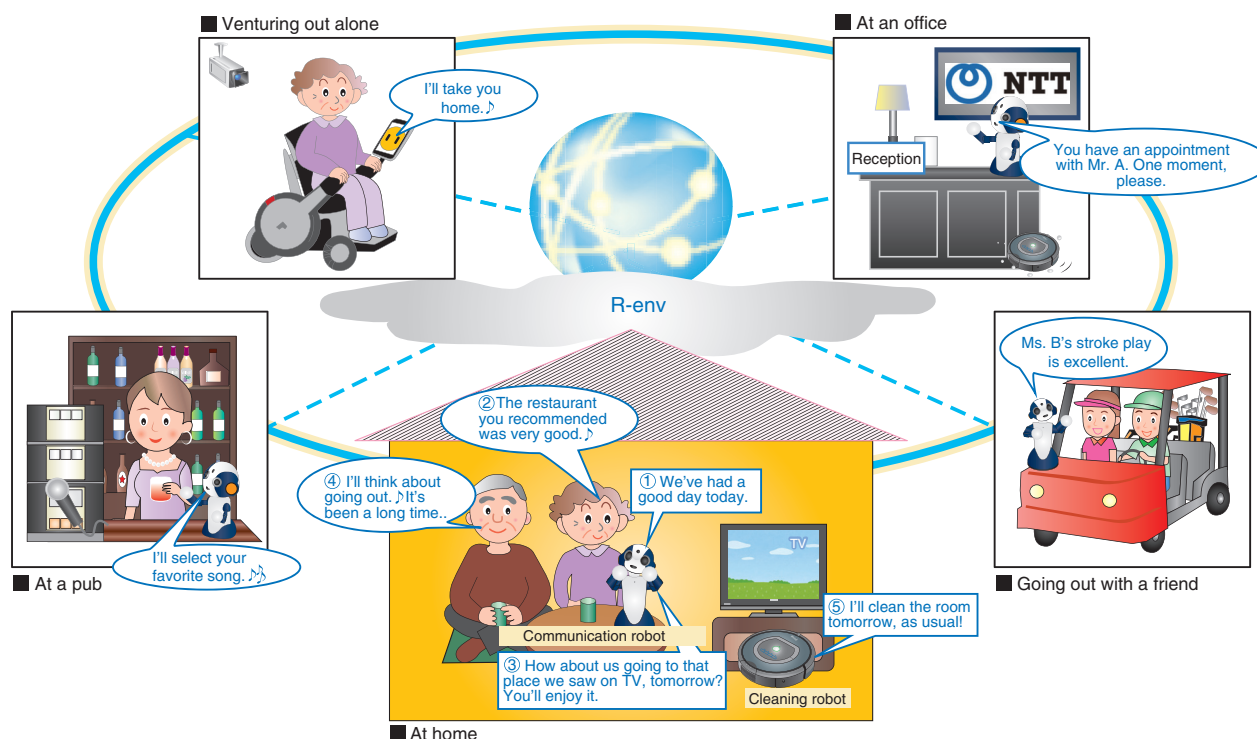 ■ Venturing out alone
I'll take you
home.♪
■ At an office
NTT
Reception
You have an appointment
with Mr. A. One moment,
please.
R-env
I'll select your
favorite song.♪♪
■ At a pub
Ms. B's stroke play
is excellent.
■ Going out with a friend
② The restaurant
you recommended
was very good.♪
④ I'll think about
going out.♪It's
been a long time..
① We've had a
good day today.
TV
⑤ I'll clean the room
tomorrow, as usual!
Communication robot
③ How about us going to that
place we saw on TV, tomorrow?
You'll enjoy it.
Cleaning robot
■ At home